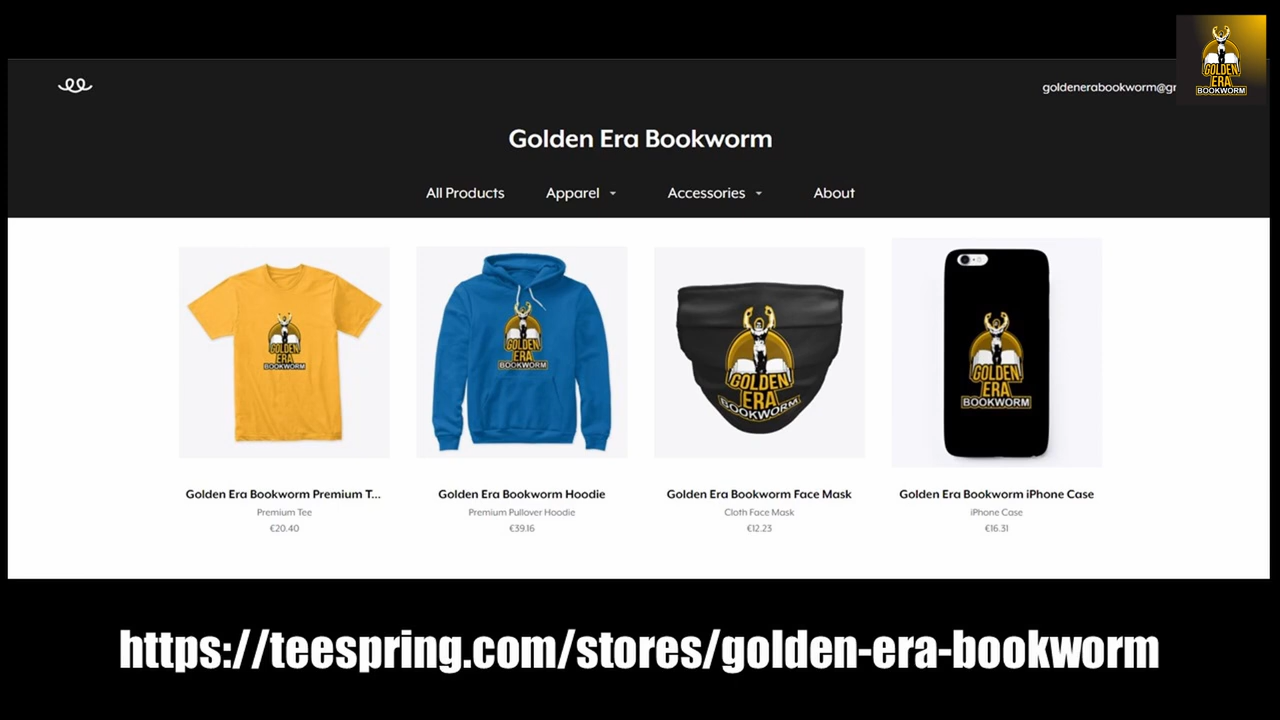 goldenerabookworm@gr
GOLDEN
ERA
BOOKWORM
Golden Era Bookworm
All Products Apparel Accessories About
GOLDEN
ERA
BOOKWORM
GOLDEN
ERA
BOOKWORM
GOLDEN
ERA
BOOKWORM
GOLDEN
ERA
BOOKWORM
Golden Era Bookworm Premium T... Golden Era Bookworm Hoodie Golden Era Bookworm Face Mask Golden Era Bookworm iPhone Case
Premium Tee Premium Pullover Hoodie Cloth Face Mask iPhone Case
€20.40 €39.16 €12.23 €16.31
https://teespring.com/stores/golden-era-bookworm